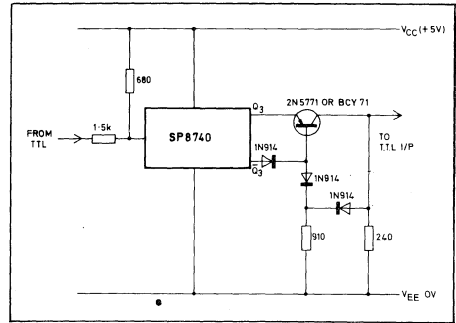 VCC (+5V)
680
2N5771 OR BCY 71
Q3
FROM
TTL
1·5k
SP8740
TO
T.T.L I/P
1N914
Q̅3
1N914
1N914
910
240
VEE 0V